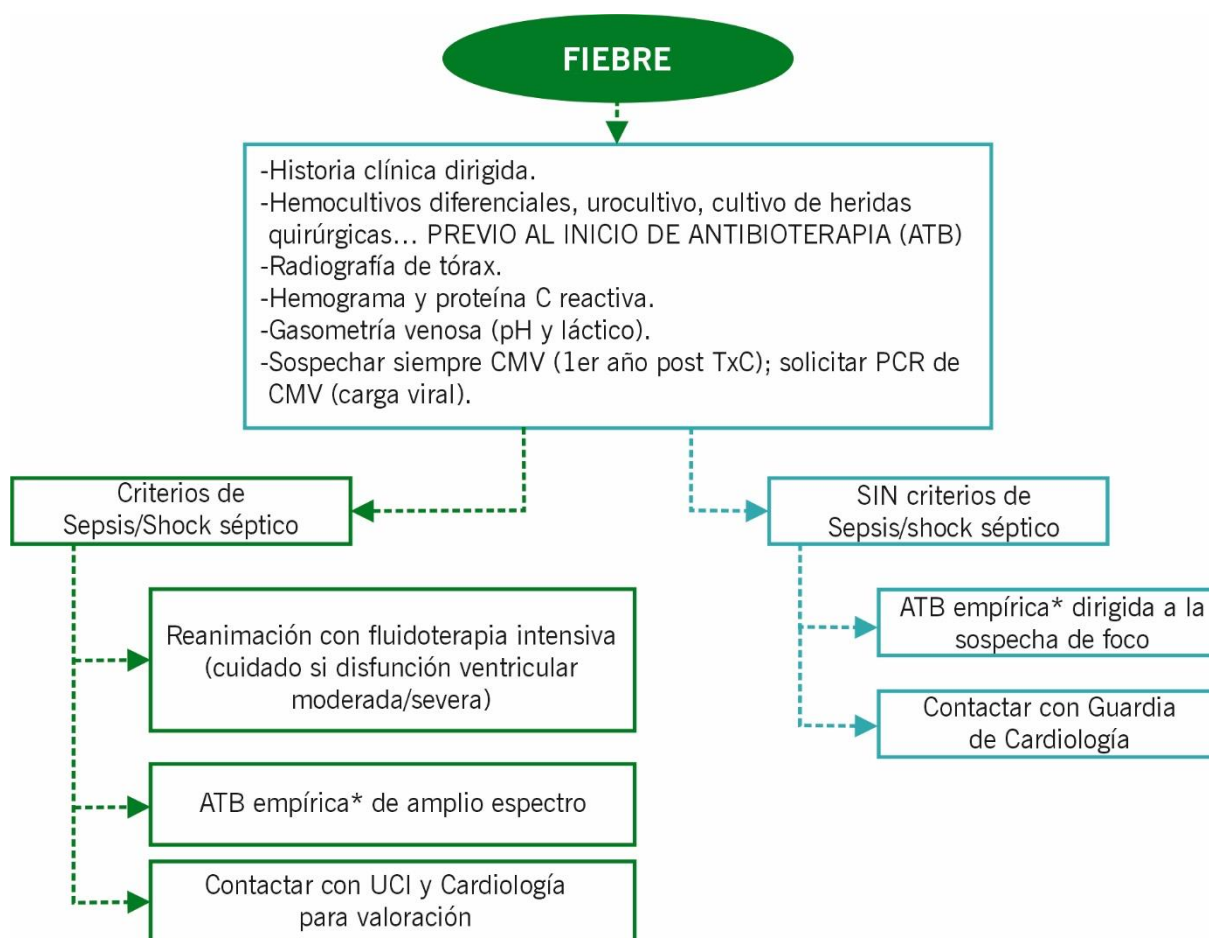 FIEBRE
-Historia clínica dirigida.
-Hemocultivos diferenciales, urocultivo, cultivo de heridas
quirúrgicas... PREVIO AL INICIO DE ANTIBIOTERAPIA (ATB)
-Radiografía de tórax.
-Hemograma y proteína C reactiva.
-Gasometría venosa (pH y láctico).
-Sospechar siempre CMV (1er año post TxC); solicitar PCR de
CMV (carga viral).
Criterios de
Sepsis/Shock séptico
Reanimación con fluidoterapia intensiva
(cuidado si disfunción ventricular
moderada/severa)
ATB empírica* de amplio espectro
Contactar con UCI y Cardiología
para valoración
SIN criterios de
Sepsis/shock séptico
ATB empírica* dirigida a la
sospecha de foco
Contactar con Guardia
de Cardiología